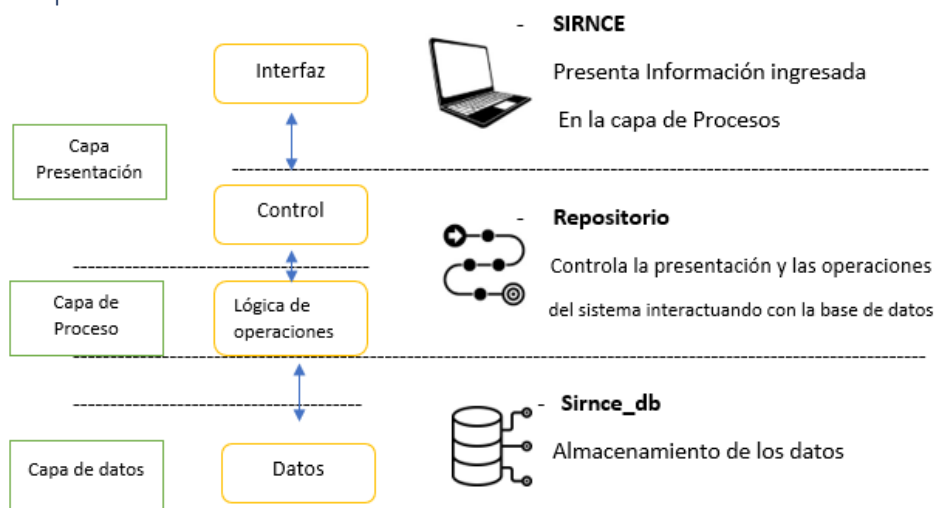 - SIRNCE
Interfaz
Presenta Información ingresada
En la capa de Procesos
Capa
Presentación
Control
- Repositorio
Controla la presentación y las operaciones
del sistema interactuando con la base de datos
Capa de
Proceso
Lógica de
operaciones
- Sirnce_db
Almacenamiento de los datos
Capa de datos
Datos